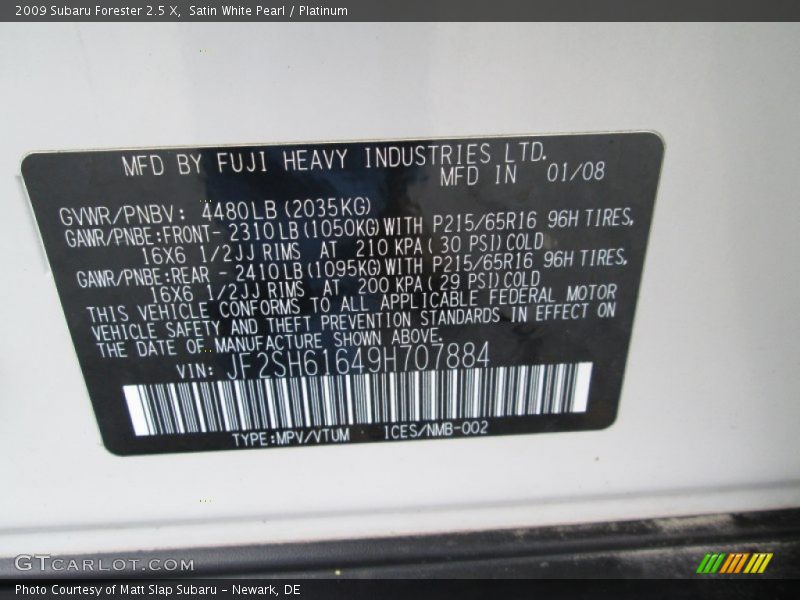 2009 Subaru Forester 2.5 X, Satin White Pearl / Platinum
MFD BY FUJI HEAVY INDUSTRIES LTD.
MFD IN 01/08
GVWR/PNBV: 4480LB (2035KG)
GAWR/PNBE:FRONT- 2310LB (1050KG) WITH P215/65R16 96H TIRES,
16X6 1/2JJ RIMS AT 210 KPA ( 30 PSI) COLD
GAWR/PNBE:REAR - 2410LB (1095KG) WITH P215/65R16 96H TIRES,
16X6 1/2JJ RIMS AT 200 KPA ( 29 PSI) COLD
THIS VEHICLE CONFORMS TO ALL APPLICABLE FEDERAL MOTOR
VEHICLE SAFETY AND THEFT PREVENTION STANDARDS IN EFFECT ON
THE DATE OF MANUFACTURE SHOWN ABOVE.
VIN: JF2SH61649H707884
TYPE:MPV/VTUM ICES/NMB-002
GTCARLOT.COM
Photo Courtesy of Matt Slap Subaru - Newark, DE